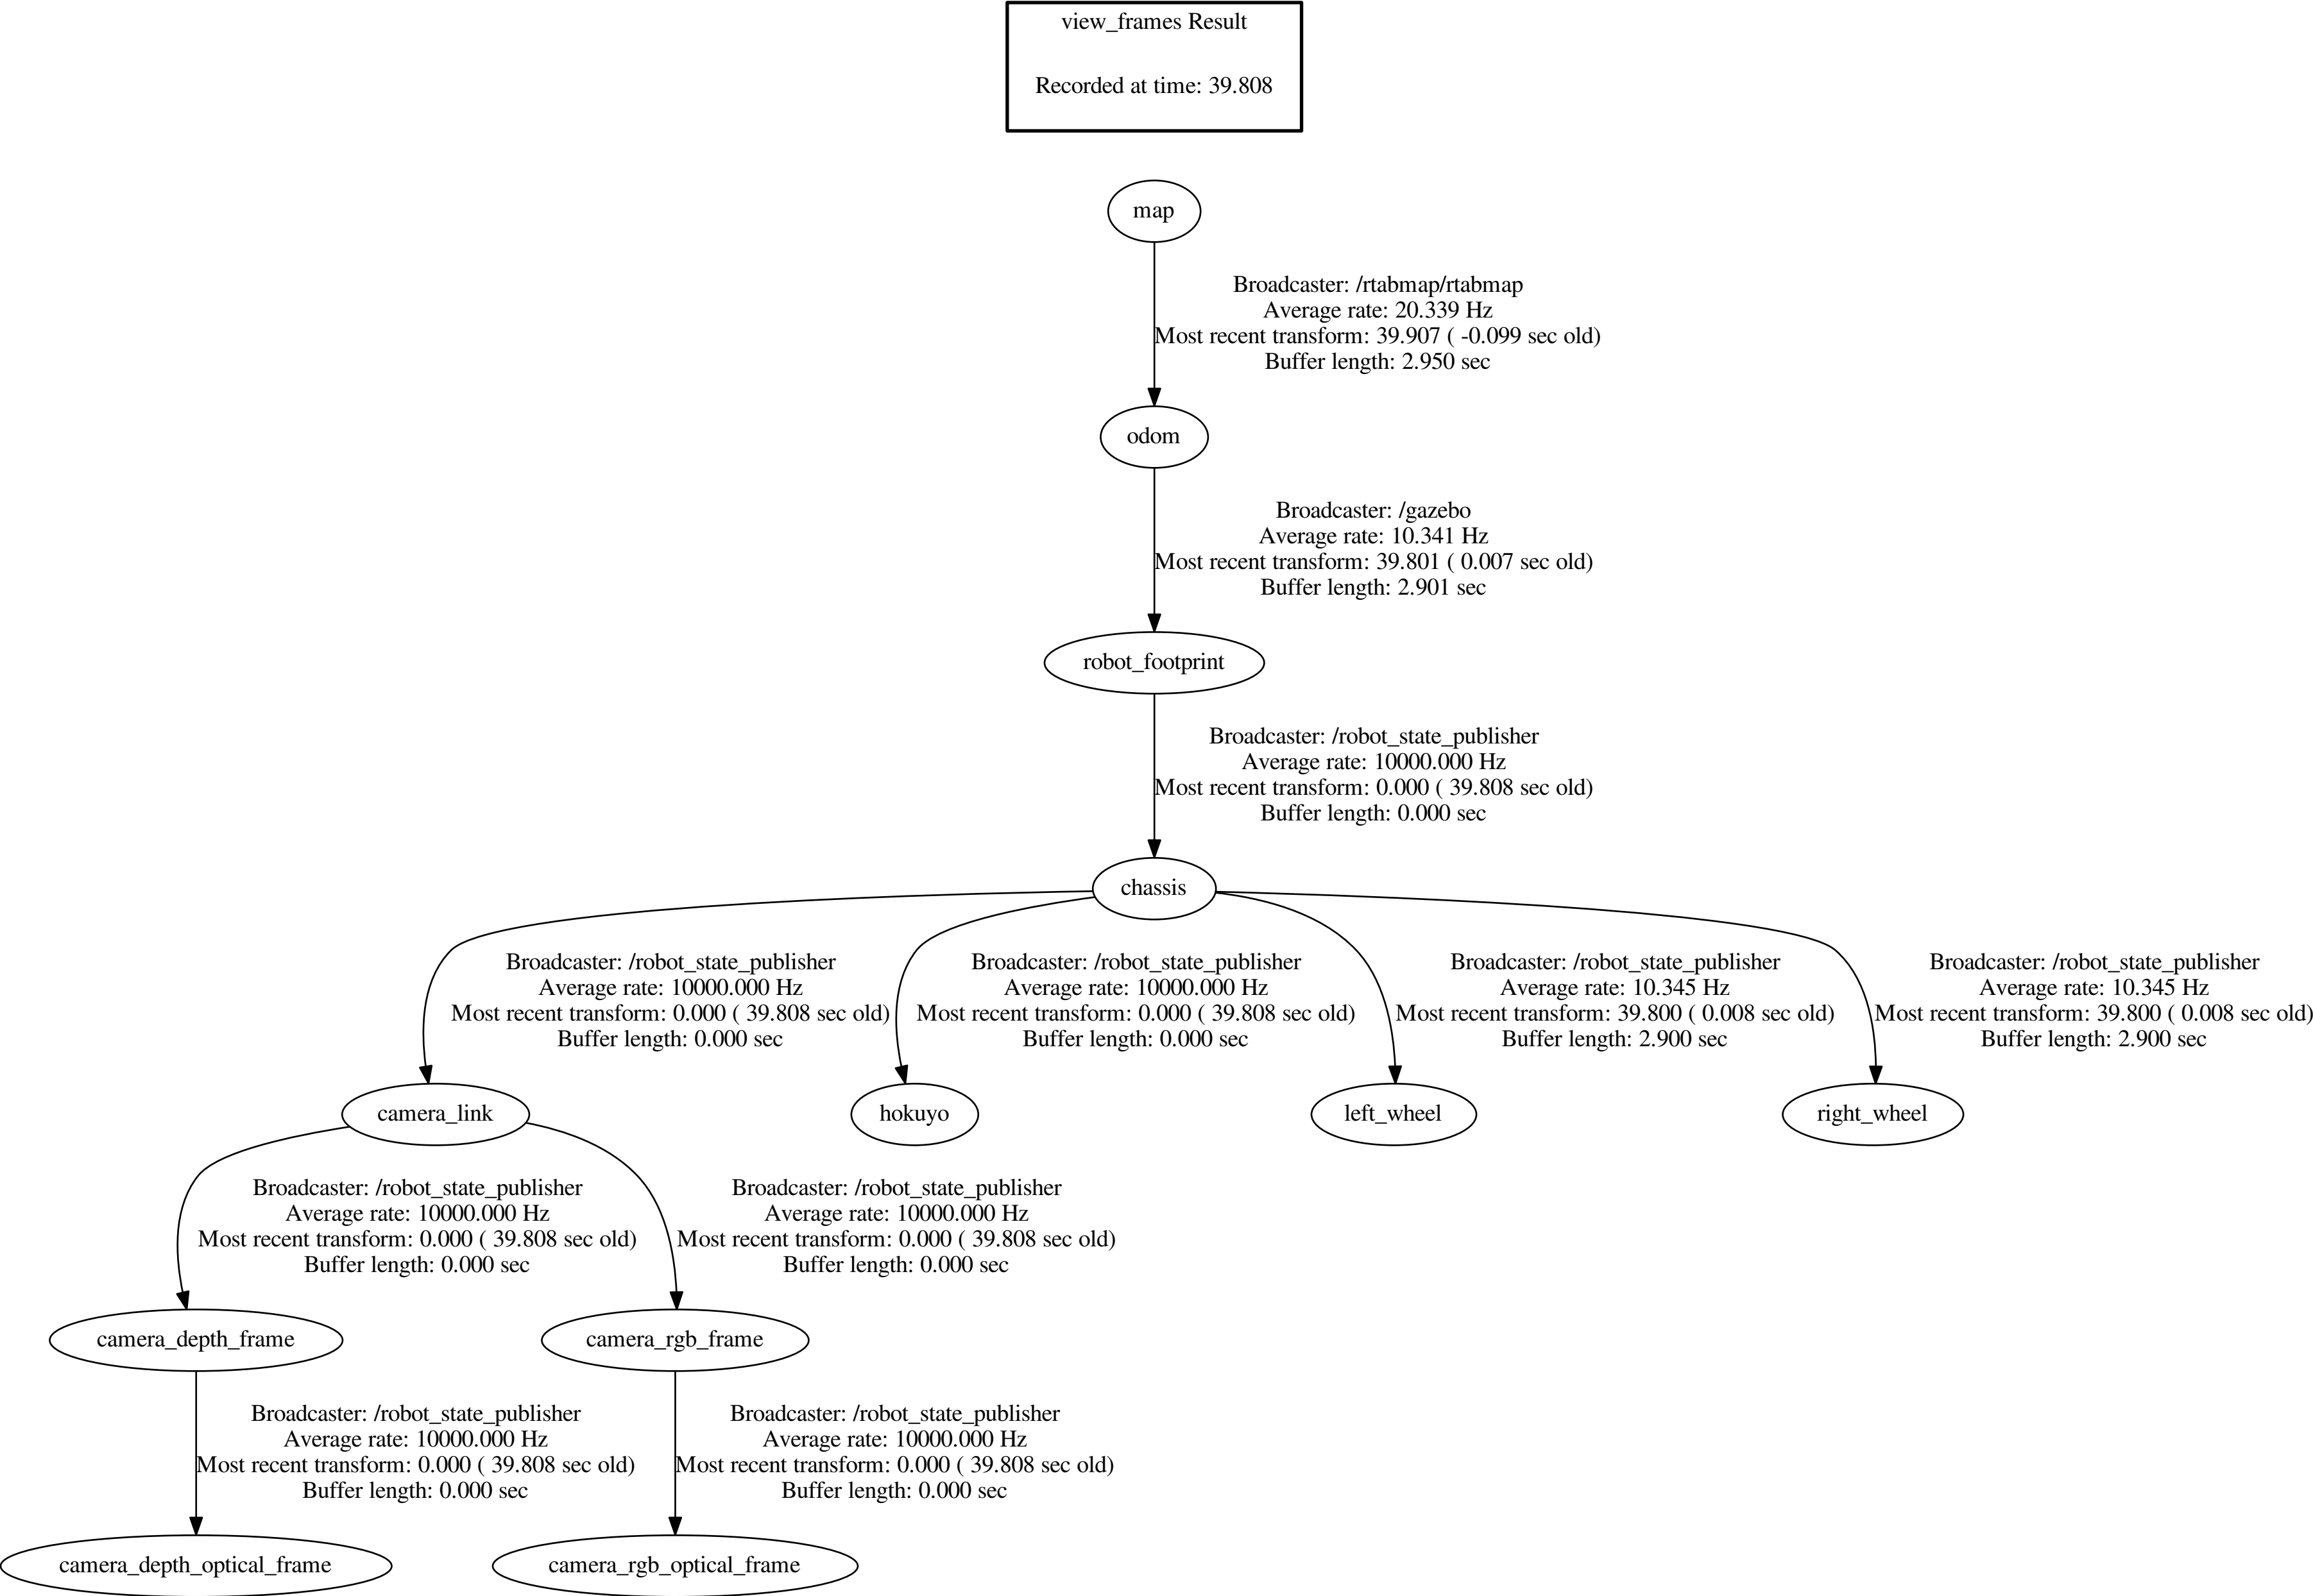 view_frames Result
Recorded at time: 39.808
map
Broadcaster: /rtabmap/rtabmap
Average rate: 20.339 Hz
Most recent transform: 39.907 ( -0.099 sec old)
Buffer length: 2.950 sec
odom
Broadcaster: /gazebo
Average rate: 10.341 Hz
Most recent transform: 39.801 ( 0.007 sec old)
Buffer length: 2.901 sec
robot_footprint
Broadcaster: /robot_state_publisher
Average rate: 10000.000 Hz
Most recent transform: 0.000 ( 39.808 sec old)
Buffer length: 0.000 sec
chassis
Broadcaster: /robot_state_publisher
Average rate: 10000.000 Hz
Most recent transform: 0.000 ( 39.808 sec old)
Buffer length: 0.000 sec
Broadcaster: /robot_state_publisher
Average rate: 10000.000 Hz
Most recent transform: 0.000 ( 39.808 sec old)
Buffer length: 0.000 sec
Broadcaster: /robot_state_publisher
Average rate: 10.345 Hz
Most recent transform: 39.800 ( 0.008 sec old)
Buffer length: 2.900 sec
Broadcaster: /robot_state_publisher
Average rate: 10.345 Hz
Most recent transform: 39.800 ( 0.008 sec old)
Buffer length: 2.900 sec
camera_link
hokuyo
left_wheel
right_wheel
Broadcaster: /robot_state_publisher
Average rate: 10000.000 Hz
Most recent transform: 0.000 ( 39.808 sec old)
Buffer length: 0.000 sec
Broadcaster: /robot_state_publisher
Average rate: 10000.000 Hz
Most recent transform: 0.000 ( 39.808 sec old)
Buffer length: 0.000 sec
camera_depth_frame
camera_rgb_frame
Broadcaster: /robot_state_publisher
Average rate: 10000.000 Hz
Most recent transform: 0.000 ( 39.808 sec old)
Buffer length: 0.000 sec
Broadcaster: /robot_state_publisher
Average rate: 10000.000 Hz
Most recent transform: 0.000 ( 39.808 sec old)
Buffer length: 0.000 sec
camera_depth_optical_frame
camera_rgb_optical_frame